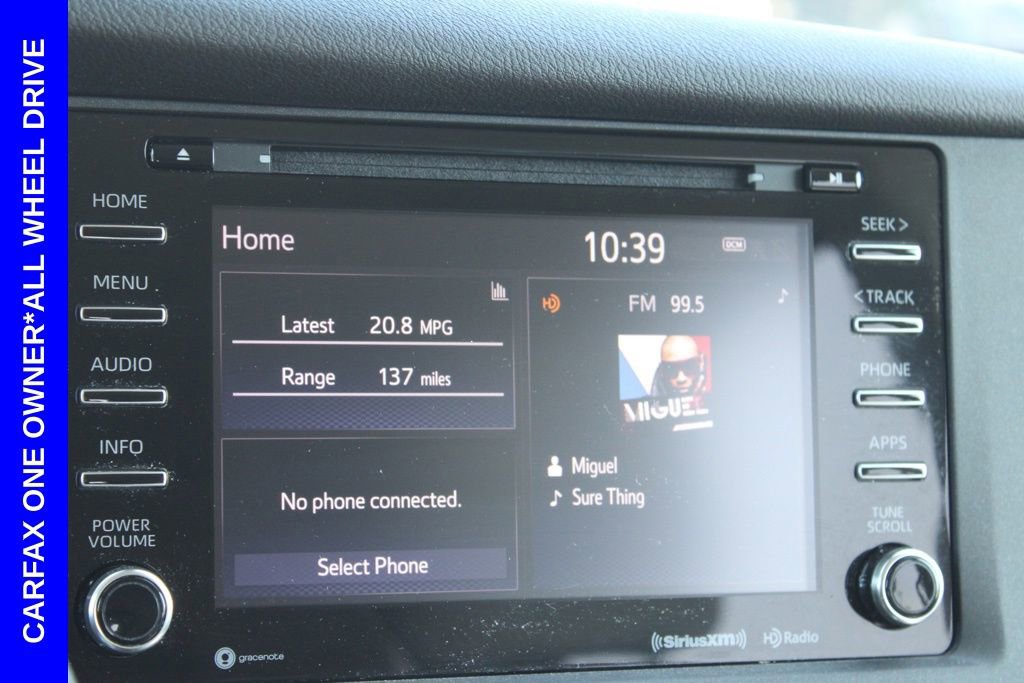 CARFAX ONE OWNER*ALL WHEEL DRIVE
HOME
MENU
AUDIO
INFO
POWER
VOLUME
Home
10:39
DCM
Latest 20.8 MPG
Range 137 miles
No phone connected.
Select Phone
HD
FM 99.5
MIGUEL
Miguel
Sure Thing
SEEK >
< TRACK
PHONE
APPS
TUNE
SCROLL
gracenote
((SiriusXM))
HD Radio